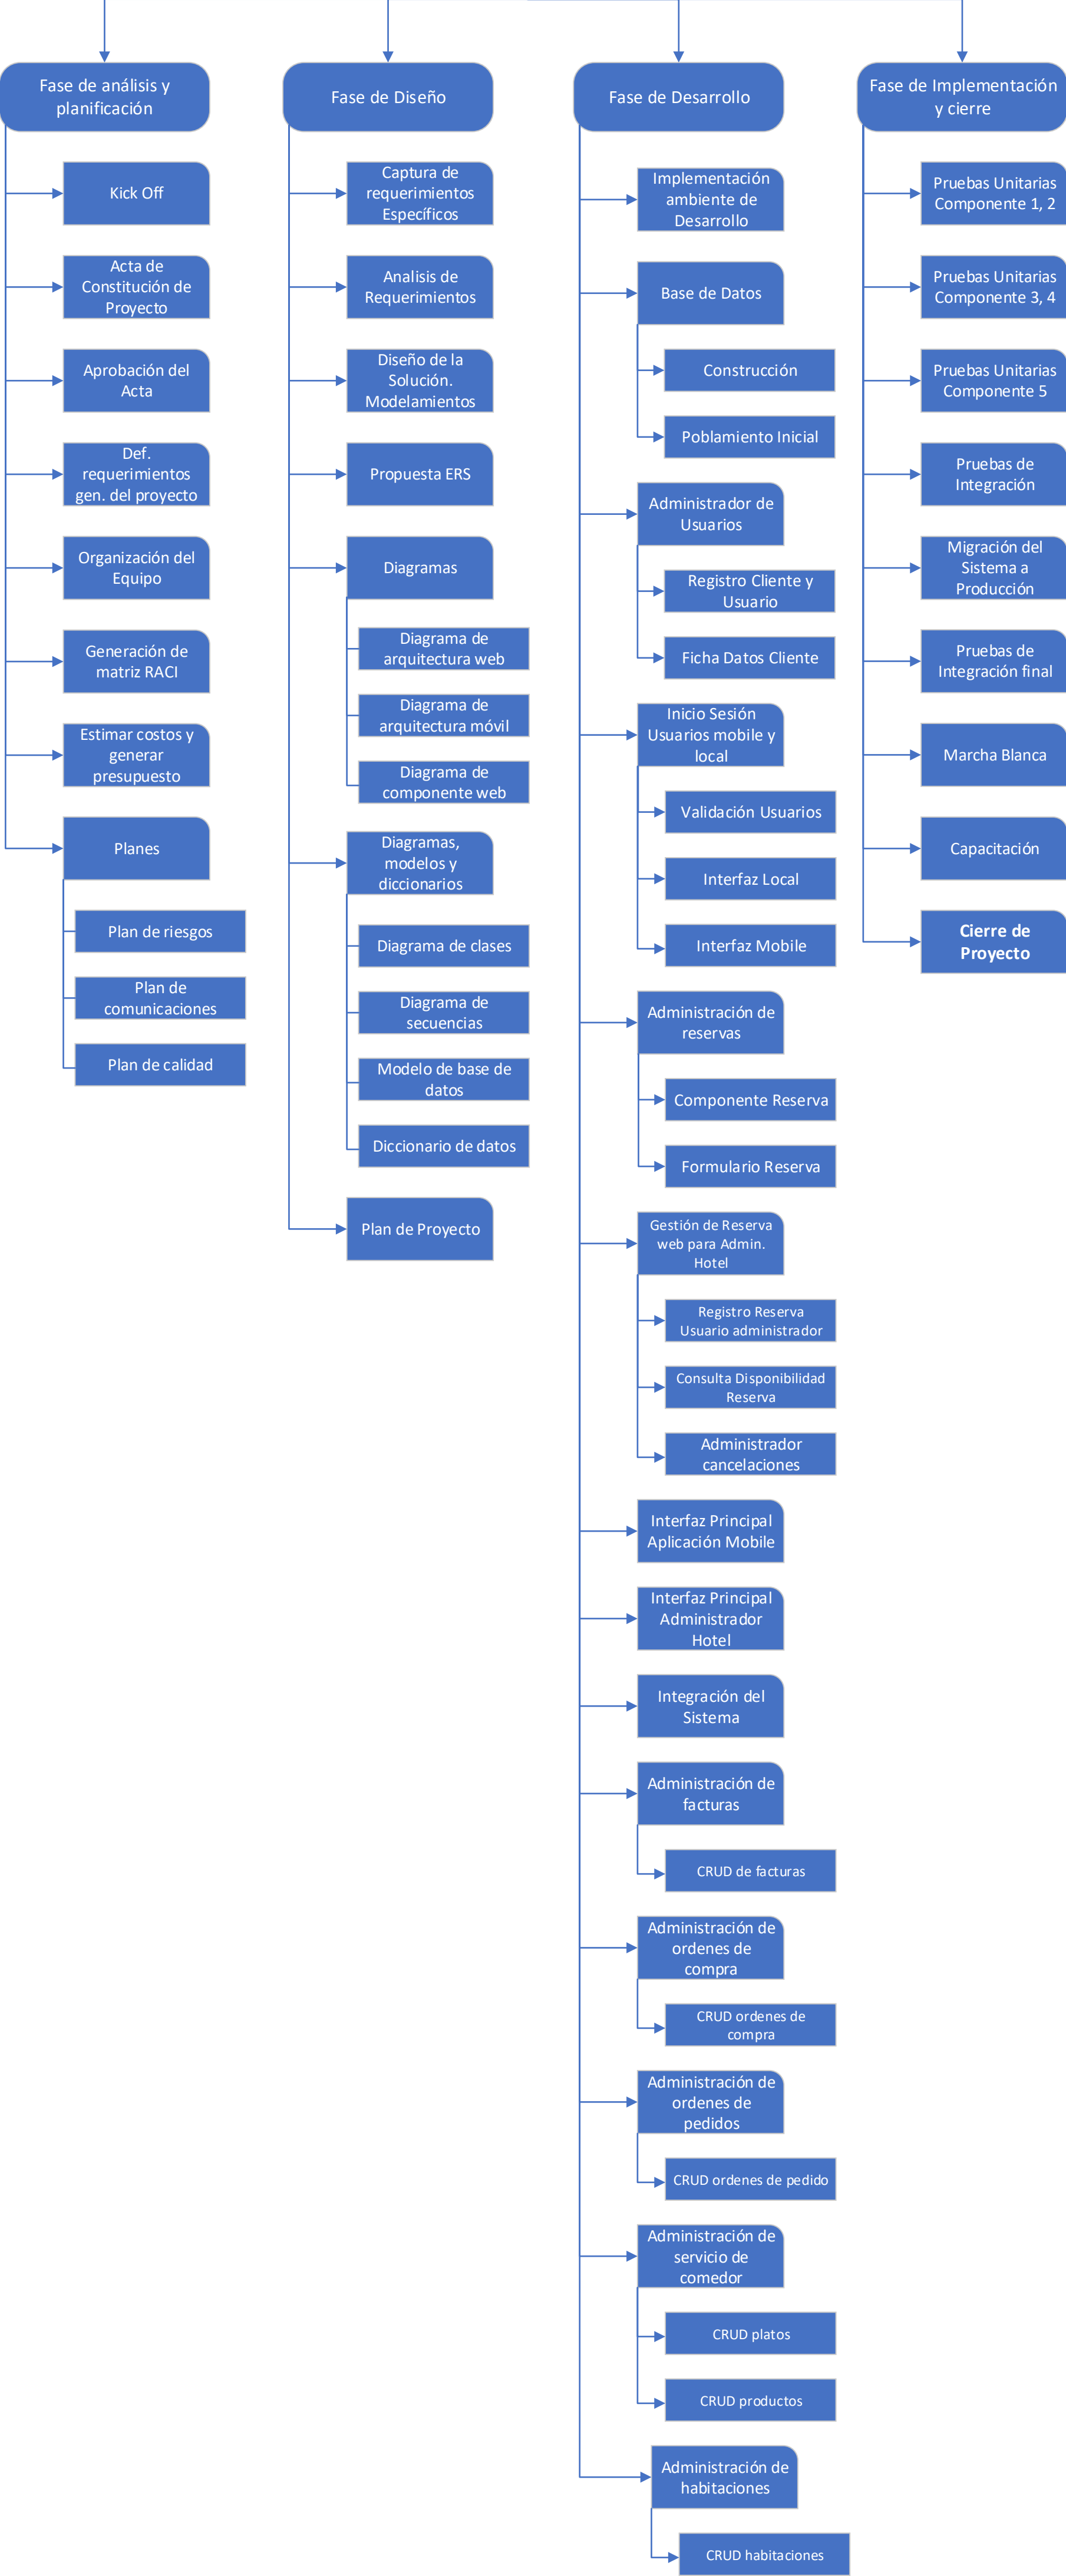 Fase de análisis y
planificación
Kick Off
Acta de
Constitución de
Proyecto
Aprobación del
Acta
Def.
requerimientos
gen. del proyecto
Organización del
Equipo
Generación de
matriz RACI
Estimar costos y
generar
presupuesto
Planes
Plan de riesgos
Plan de
comunicaciones
Plan de calidad
Fase de Diseño
Captura de
requerimientos
Específicos
Analisis de
Requerimientos
Diseño de la
Solución.
Modelamientos
Propuesta ERS
Diagramas
Diagrama de
arquitectura web
Diagrama de
arquitectura móvil
Diagrama de
componente web
Diagramas,
modelos y
diccionarios
Diagrama de clases
Diagrama de
secuencias
Modelo de base de
datos
Diccionario de datos
Plan de Proyecto
Fase de Desarrollo
Implementación
ambiente de
Desarrollo
Base de Datos
Construcción
Poblamiento Inicial
Administrador de
Usuarios
Registro Cliente y
Usuario
Ficha Datos Cliente
Inicio Sesión
Usuarios mobile y
local
Validación Usuarios
Interfaz Local
Interfaz Mobile
Administración de
reservas
Componente Reserva
Formulario Reserva
Gestión de Reserva
web para Admin.
Hotel
Registro Reserva
Usuario administrador
Consulta Disponibilidad
Reserva
Administrador
cancelaciones
Interfaz Principal
Aplicación Mobile
Interfaz Principal
Administrador
Hotel
Integración del
Sistema
Administración de
facturas
CRUD de facturas
Administración de
ordenes de
compra
CRUD ordenes de
compra
Administración de
ordenes de
pedidos
CRUD ordenes de pedido
Administración de
servicio de
comedor
CRUD platos
CRUD productos
Administración de
habitaciones
CRUD habitaciones
Fase de Implementación
y cierre
Pruebas Unitarias
Componente 1, 2
Pruebas Unitarias
Componente 3, 4
Pruebas Unitarias
Componente 5
Pruebas de
Integración
Migración del
Sistema a
Producción
Pruebas de
Integración final
Marcha Blanca
Capacitación
Cierre de
Proyecto